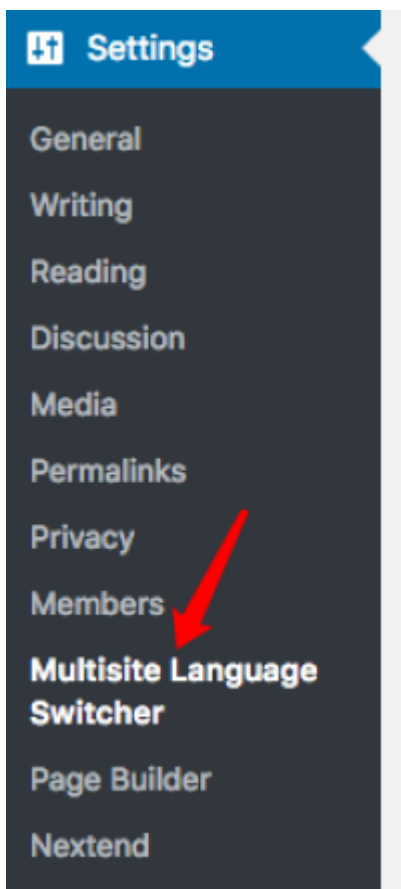 Settings
General
Writing
Reading
Discussion
Media
Permalinks
Privacy
Members
Multisite Language
Switcher
Page Builder
Nextend